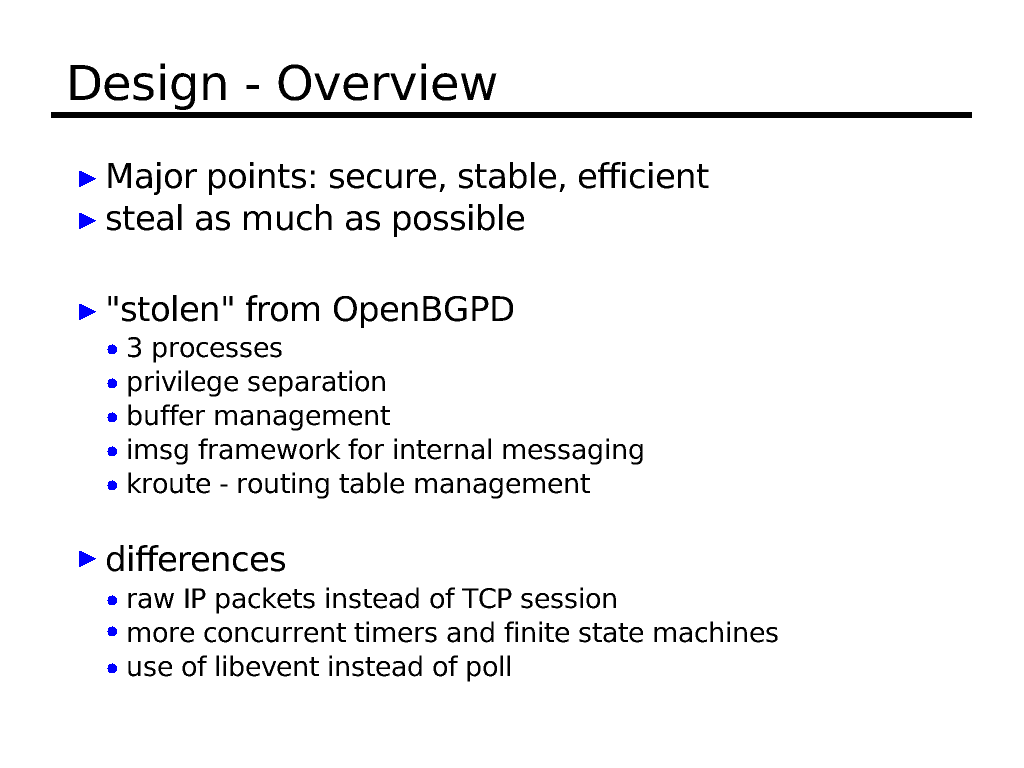 Design - Overview
Major points: secure, stable, efficient
steal as much as possible
"stolen" from OpenBGPD
3 processes
privilege separation
buffer management
imsg framework for internal messaging
kroute - routing table management
differences
raw IP packets instead of TCP session
more concurrent timers and finite state machines
use of libevent instead of poll